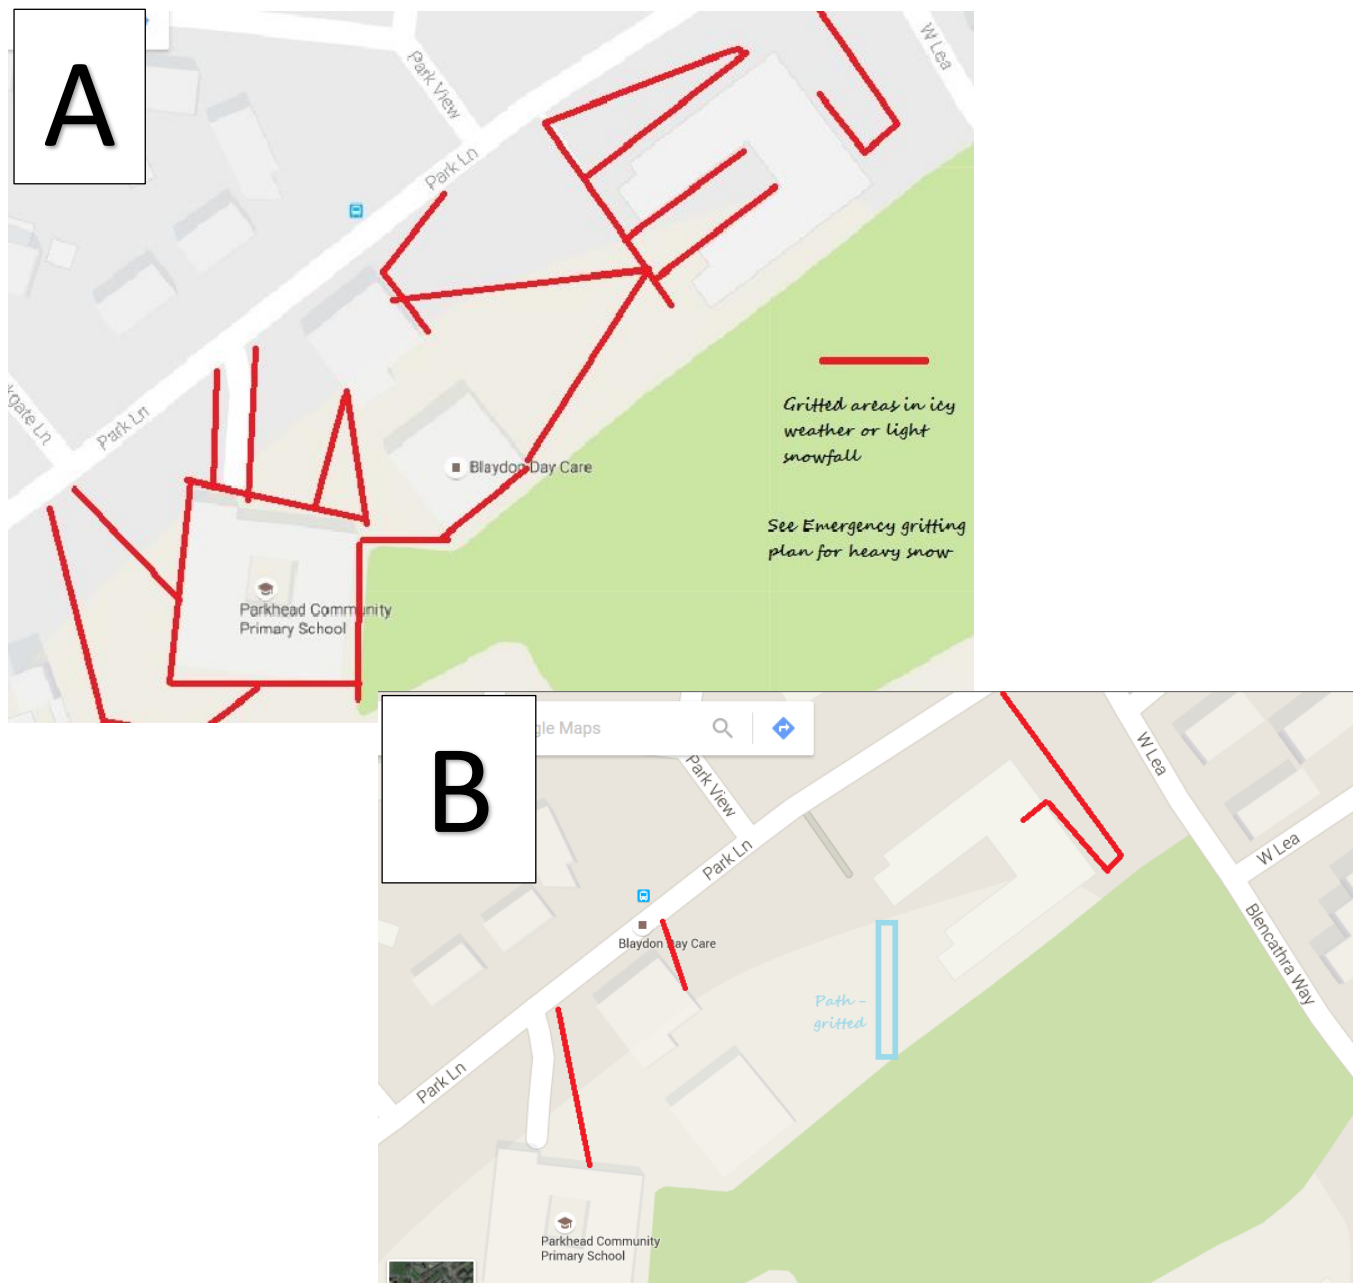 A
W Lea
Park View
Park Ln
Park Ln
Blaydon Day Care
Gritted areas in icy
weather or light
snowfall
See Emergency gritting
plan for heavy snow
Parkhead Community
Primary School
B
Maps
W Lea
Park View
Park Ln
W Lea
Blaydon Day Care
Blencathra Way
Path -
gritted
Park Ln
Parkhead Community
Primary School